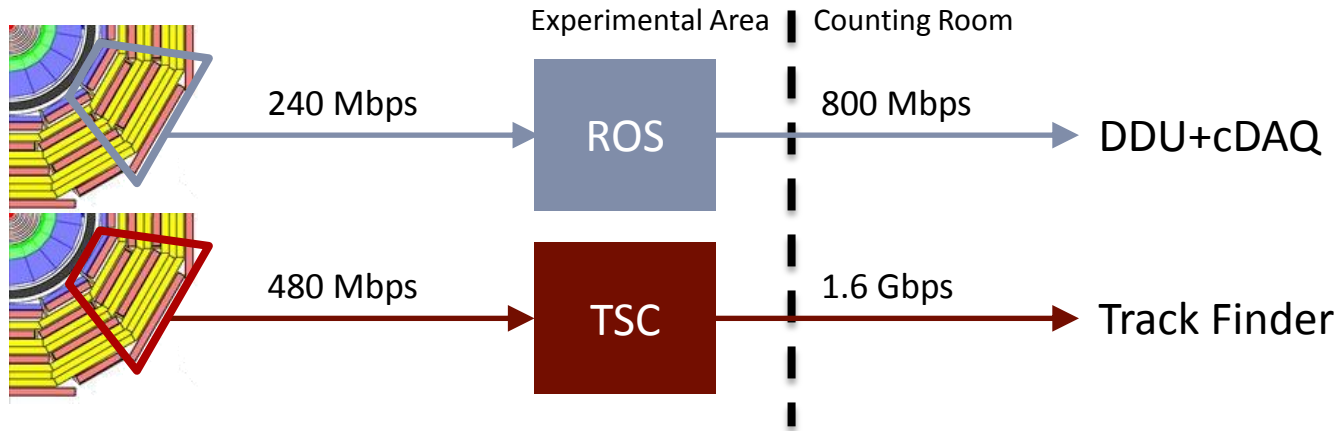 Experimental Area
Counting Room
240 Mbps
ROS
800 Mbps
DDU+cDAQ
480 Mbps
TSC
1.6 Gbps
Track Finder